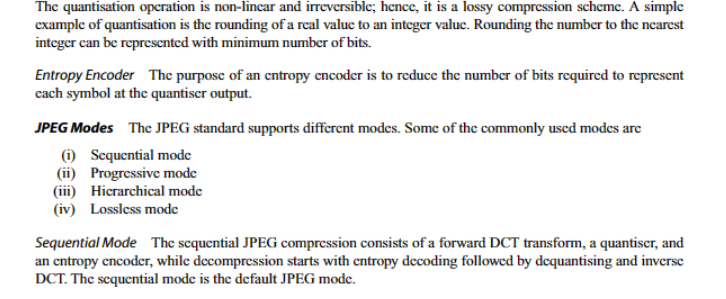 The quantisation operation is non-linear and irreversible; hence, it is a lossy compression scheme. A simple
example of quantisation is the rounding of a real value to an integer value. Rounding the number to the nearest
integer can be represented with minimum number of bits.
Entropy Encoder The purpose of an entropy encoder is to reduce the number of bits required to represent
each symbol at the quantiser output.
JPEG Modes The JPEG standard supports different modes. Some of the commonly used modes are
(i) Sequential mode
(ii) Progressive mode
(iii) Hierarchical mode
(iv) Lossless mode
Sequential Mode The sequential JPEG compression consists of a forward DCT transform, a quantiser, and
an entropy encoder, while decompression starts with entropy decoding followed by dequantising and inverse
DCT. The sequential mode is the default JPEG mode.